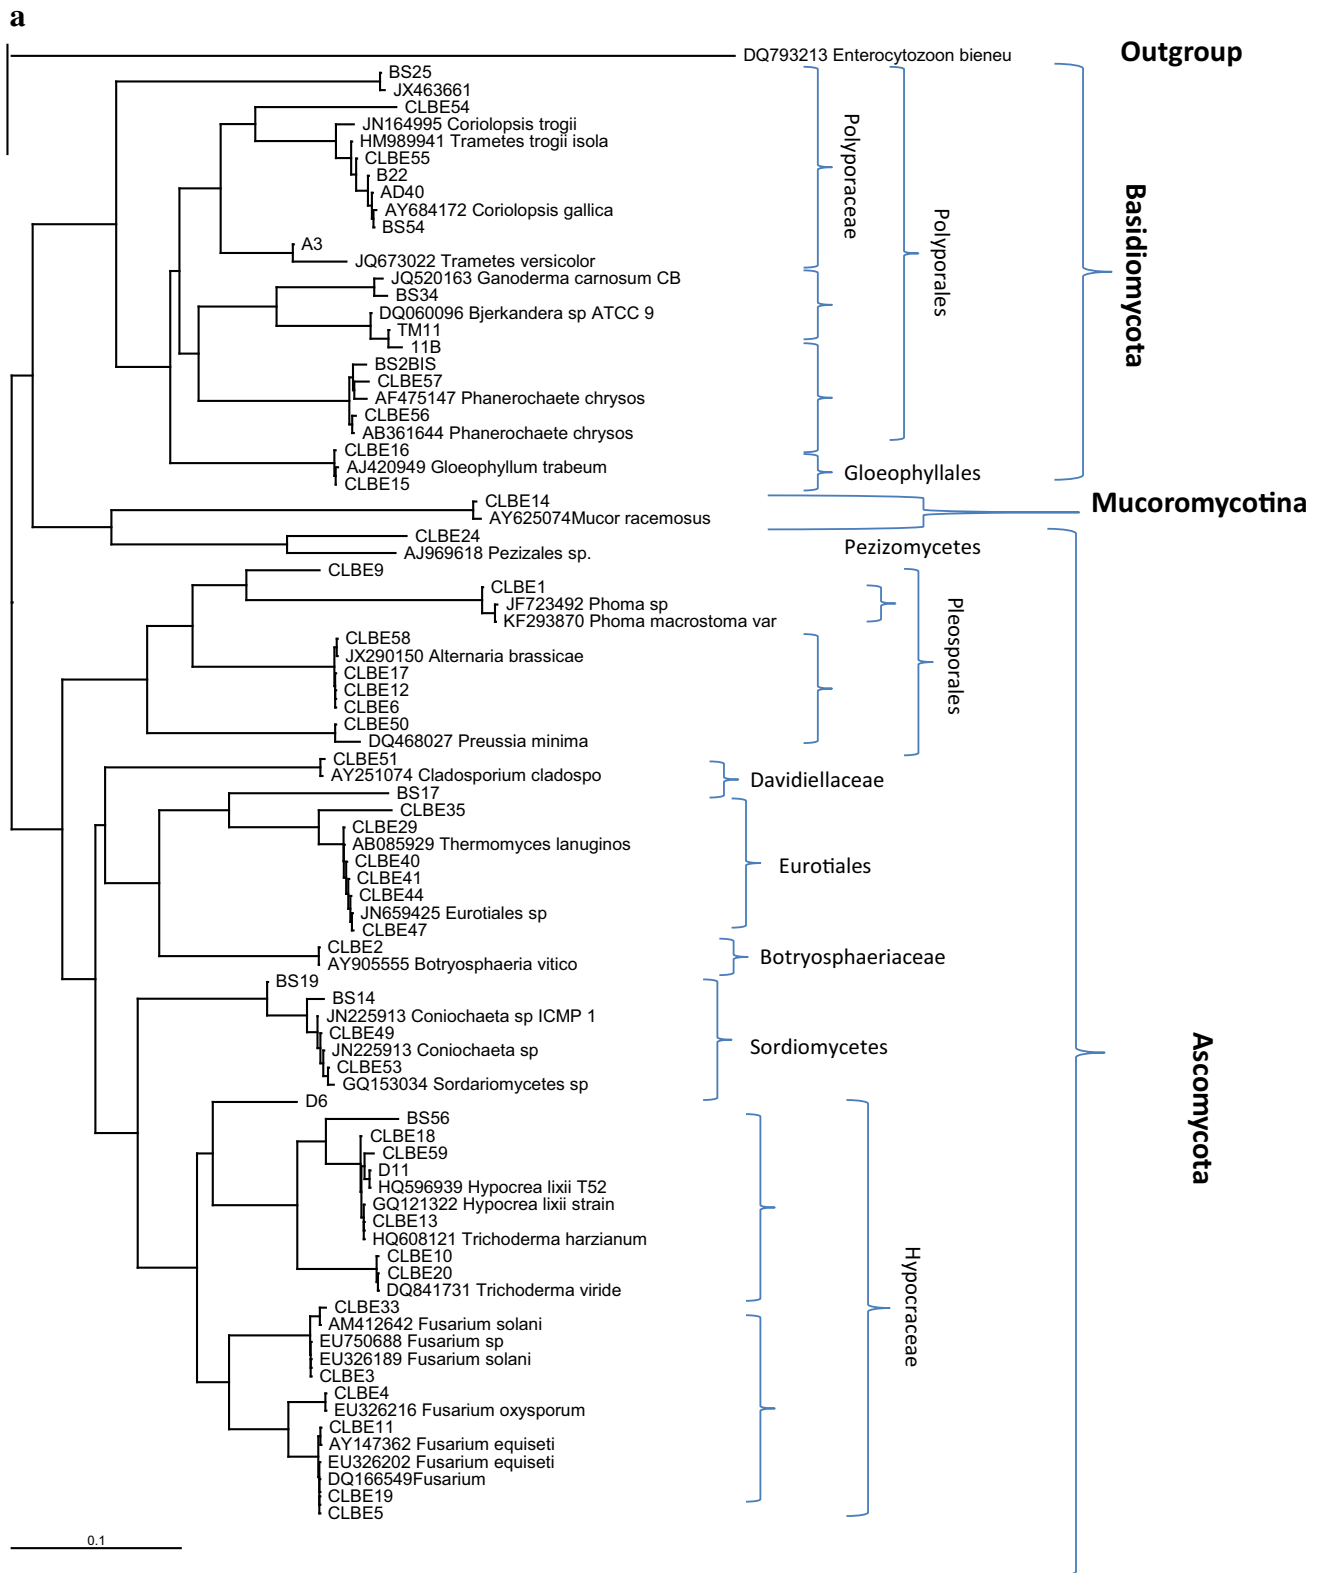 a
DQ793213 Enterocytozoon bieneu
Outgroup
BS25
JX463661
CLBE54
JN164995 Coriolopsis trogii
HM989941 Trametes trogii isola
CLBE55
B22
AD40
AY684172 Coriolopsis gallica
BS54
A3
JQ673022 Trametes versicolor
JQ520163 Ganoderma carnosum CB
BS34
DQ060096 Bjerkandera sp ATCC 9
TM11
11B
BS2BIS
CLBE57
AF475147 Phanerochaete chrysos
CLBE56
AB361644 Phanerochaete chrysos
CLBE16
AJ420949 Gloeophyllum trabeum
CLBE15
Polyporaceae
Polyporales
Basidiomycota
Gloeophyllales
CLBE14
AY625074Mucor racemosus
Mucoromycotina
CLBE24
AJ969618 Pezizales sp.
Pezizomycetes
CLBE9
CLBE1
JF723492 Phoma sp
KF293870 Phoma macrostoma var
CLBE58
JX290150 Alternaria brassicae
CLBE17
CLBE12
CLBE6
CLBE50
DQ468027 Preussia minima
Pleosporales
CLBE51
AY251074 Cladosporium cladospo
Davidiellaceae
BS17
CLBE35
CLBE29
AB085929 Thermomyces lanuginos
CLBE40
CLBE41
CLBE44
JN659425 Eurotiales sp
CLBE47
Eurotiales
CLBE2
AY905555 Botryosphaeria vitico
Botryosphaeriaceae
BS19
BS14
JN225913 Coniochaeta sp ICMP 1
CLBE49
JN225913 Coniochaeta sp
CLBE53
GQ153034 Sordariomycetes sp
Sordiomycetes
Ascomycota
D6
BS56
CLBE18
CLBE59
D11
HQ596939 Hypocrea lixii T52
GQ121322 Hypocrea lixii strain
CLBE13
HQ608121 Trichoderma harzianum
CLBE10
CLBE20
DQ841731 Trichoderma viride
CLBE33
AM412642 Fusarium solani
EU750688 Fusarium sp
EU326189 Fusarium solani
CLBE3
CLBE4
EU326216 Fusarium oxysporum
CLBE11
AY147362 Fusarium equiseti
EU326202 Fusarium equiseti
DQ166549Fusarium
CLBE19
CLBE5
Hypocraceae
0.1